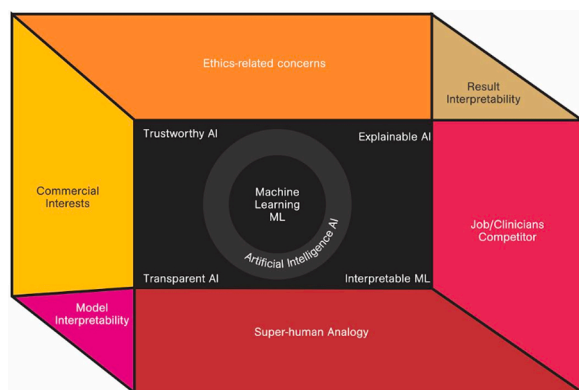 Ethics-related concerns
Result
Interpretability
Trustworthy AI
Explainable AI
Commercial
Interests
Machine
Learning
ML
Artificial Intelligence AI
Job/Clinicians
Competitor
Transparent AI
Interpretable ML
Model
Interpretability
Super-human Analogy